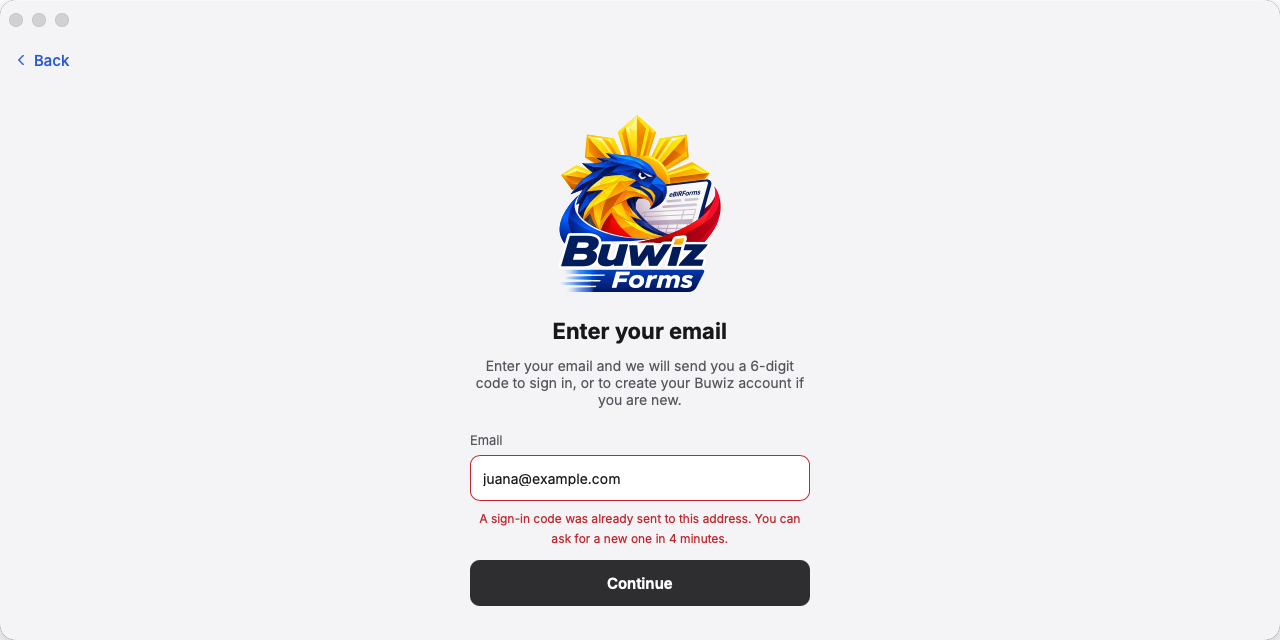 Back
eBIRForms
Buwiz
Forms
Enter your email
Enter your email and we will send you a 6-digit
code to sign in, or to create your Buwiz account if
you are new.
Email
juana@example.com
A sign-in code was already sent to this address. You can
ask for a new one in 4 minutes.
Continue